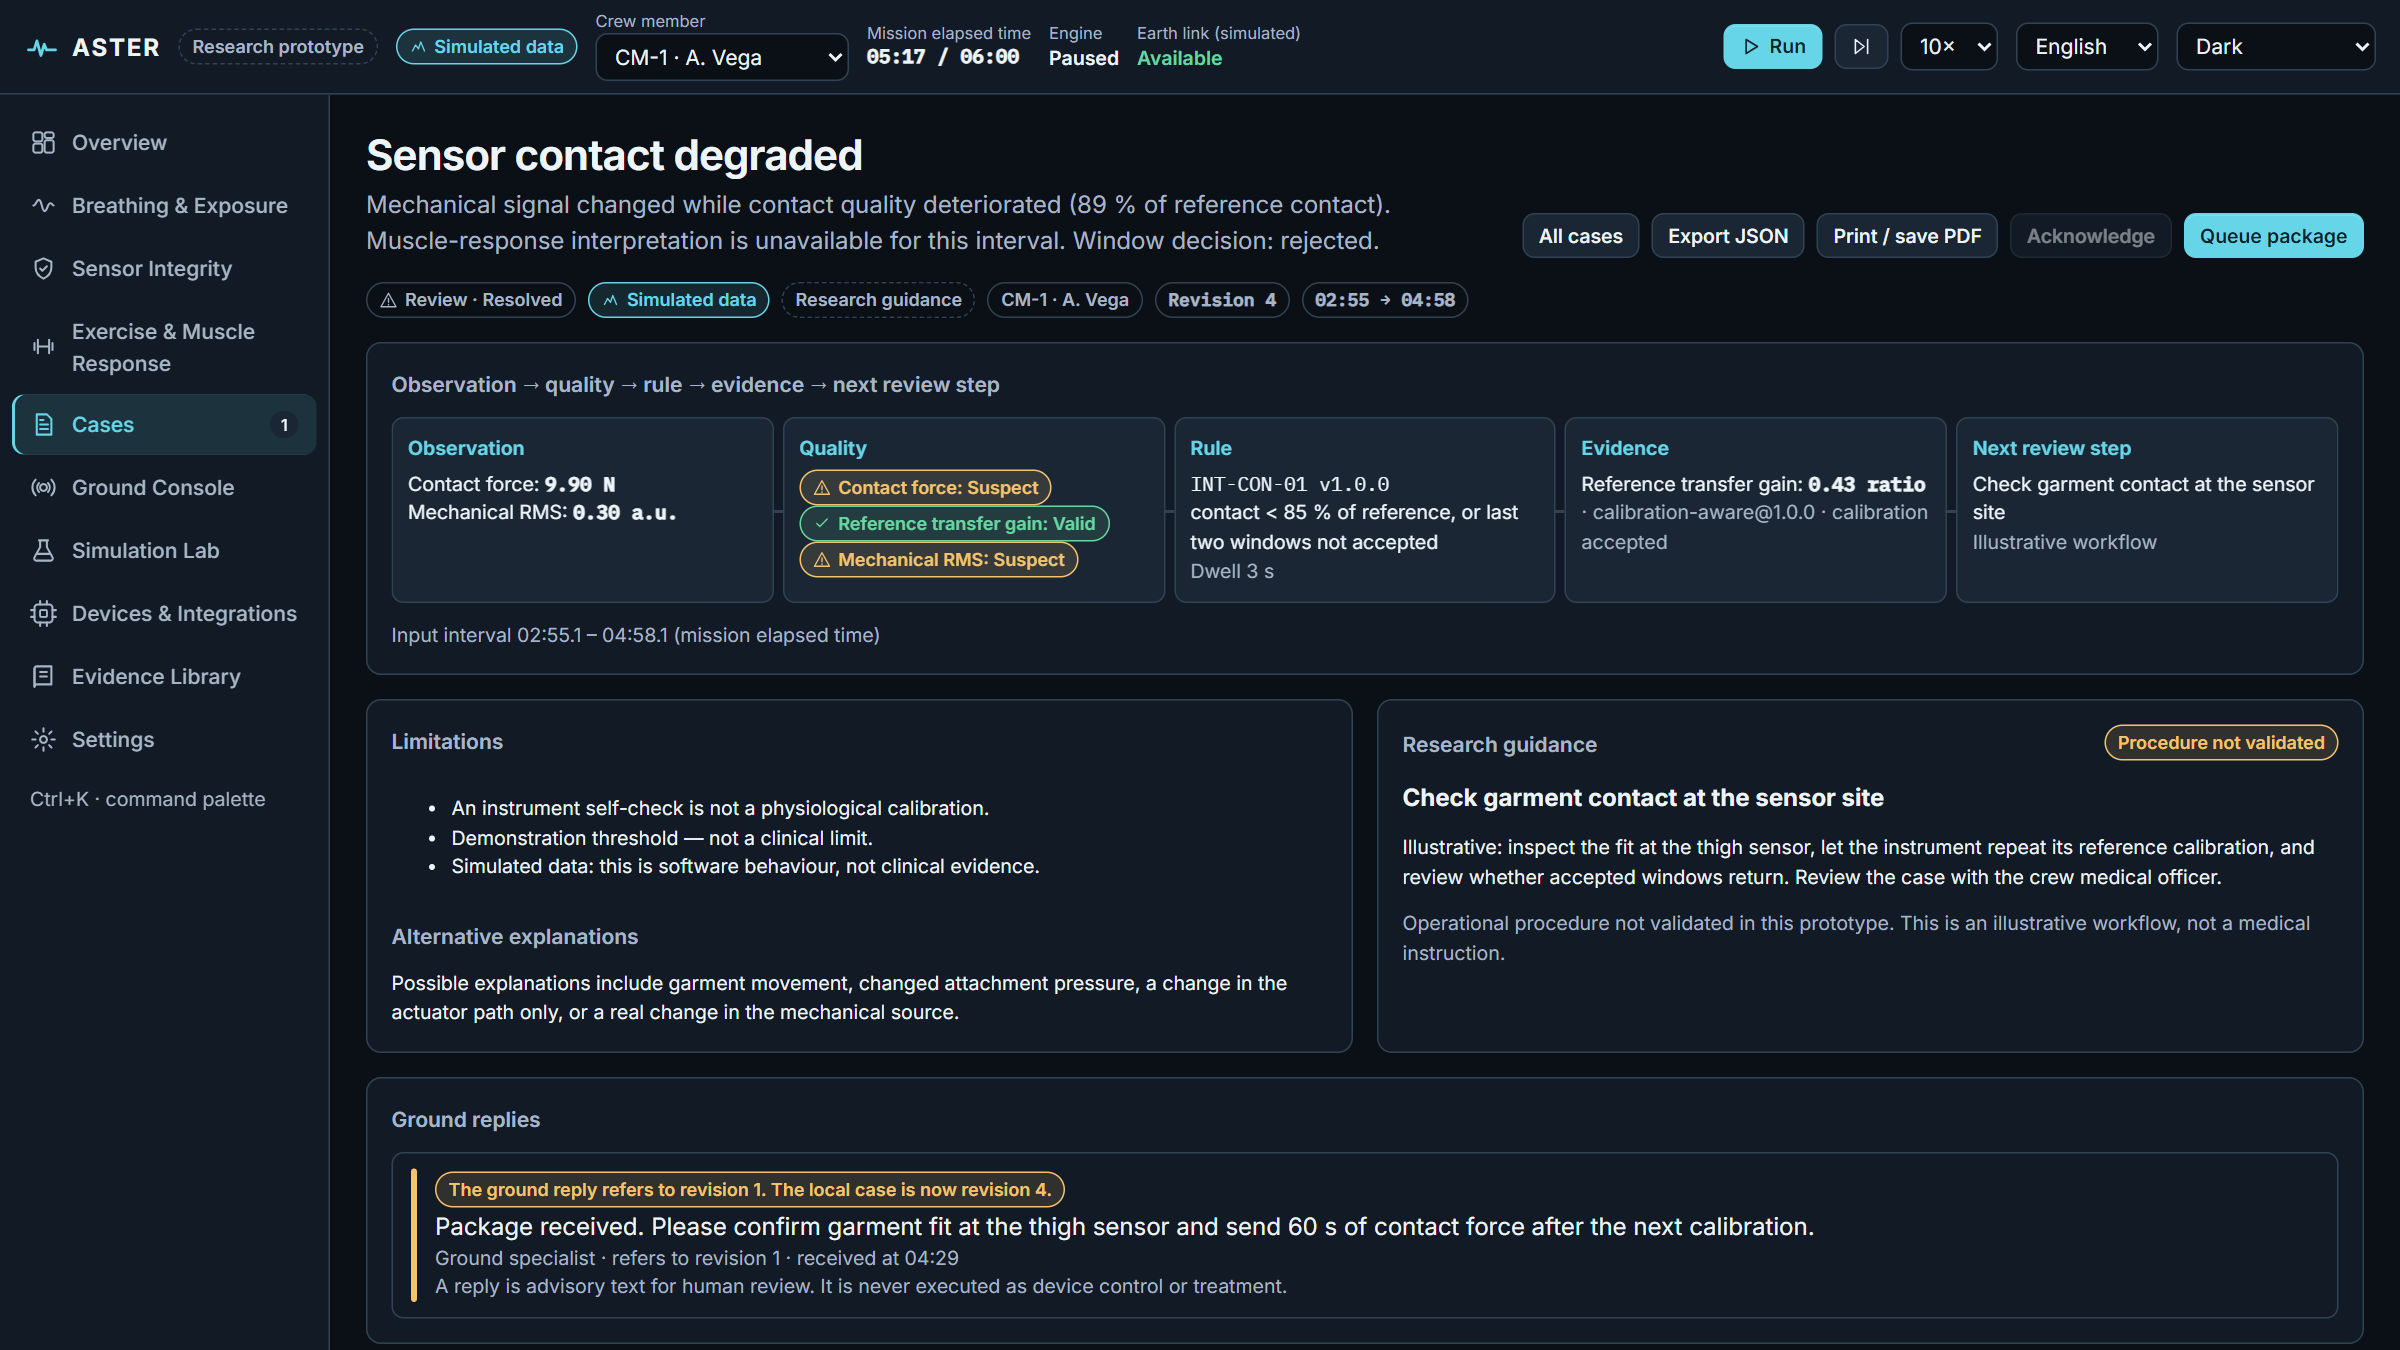 ASTER
Research prototype
Simulated data
Crew member
CM-1 · A. Vega
Mission elapsed time
05:17 / 06:00
Engine
Paused
Earth link (simulated)
Available
Run
10×
English
Dark
Overview
Breathing & Exposure
Sensor Integrity
Exercise & Muscle
Response
Cases
1
Ground Console
Simulation Lab
Devices & Integrations
Evidence Library
Settings
Ctrl+K · command palette
Sensor contact degraded
Mechanical signal changed while contact quality deteriorated (89 % of reference contact).
Muscle-response interpretation is unavailable for this interval. Window decision: rejected.
All cases
Export JSON
Print / save PDF
Acknowledge
Queue package
Review · Resolved
Simulated data
Research guidance
CM-1 · A. Vega
Revision 4
02:55 → 04:58
Observation → quality → rule → evidence → next review step
Observation
Contact force: 9.90 N
Mechanical RMS: 0.30 a.u.
Quality
Contact force: Suspect
Reference transfer gain: Valid
Mechanical RMS: Suspect
Rule
INT-CON-01 v1.0.0
contact < 85 % of reference, or last
two windows not accepted
Dwell 3 s
Evidence
Reference transfer gain: 0.43 ratio
· calibration-aware@1.0.0 · calibration
accepted
Next review step
Check garment contact at the sensor
site
Illustrative workflow
Input interval 02:55.1 – 04:58.1 (mission elapsed time)
Limitations
• An instrument self-check is not a physiological calibration.
• Demonstration threshold — not a clinical limit.
• Simulated data: this is software behaviour, not clinical evidence.
Alternative explanations
Possible explanations include garment movement, changed attachment pressure, a change in the
actuator path only, or a real change in the mechanical source.
Research guidance
Procedure not validated
Check garment contact at the sensor site
Illustrative: inspect the fit at the thigh sensor, let the instrument repeat its reference calibration, and
review whether accepted windows return. Review the case with the crew medical officer.
Operational procedure not validated in this prototype. This is an illustrative workflow, not a medical
instruction.
Ground replies
The ground reply refers to revision 1. The local case is now revision 4.
Package received. Please confirm garment fit at the thigh sensor and send 60 s of contact force after the next calibration.
Ground specialist · refers to revision 1 · received at 04:29
A reply is advisory text for human review. It is never executed as device control or treatment.